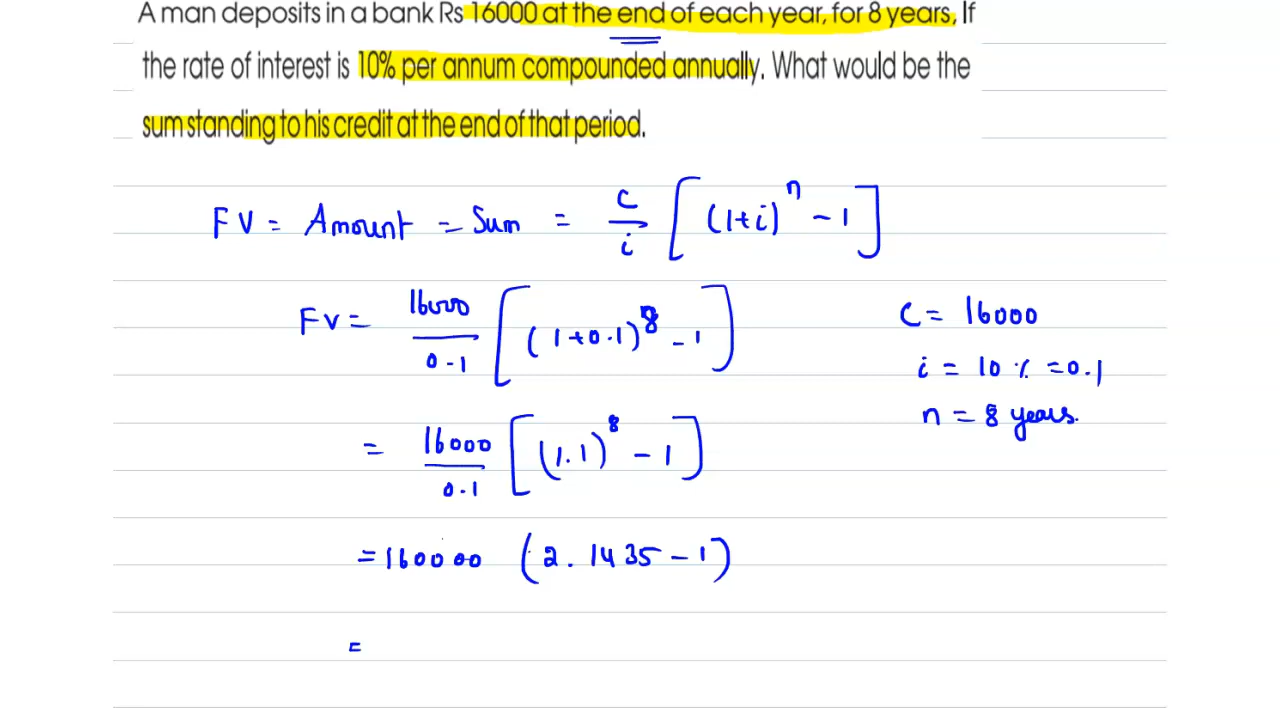 A man deposits in a bank Rs 16000 at the end of each year, for 8 years, If
the rate of interest is 10% per annum compounded annually. What would be the
sum standing to his credit at the end of that period.
FV = Amount = Sum = C/i [(1+i)^n - 1]
FV = 16000/0.1 [(1+0.1)^8 - 1]
C = 16000
i = 10% = 0.1
n = 8 years.
= 16000/0.1 [(1.1)^8 - 1]
= 160000 (2.1435 - 1)
=